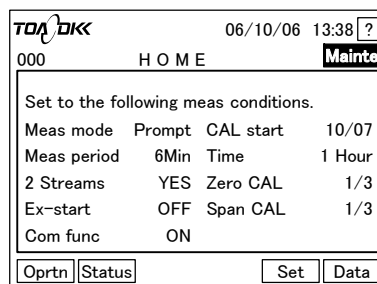 TOA DKK 06/10/06 13:38 ?
000 HOME Mainte
Set to the following meas conditions.
Meas mode Prompt CAL start 10/07
Meas period 6Min Time 1 Hour
2 Streams YES Zero CAL 1/3
Ex-start OFF Span CAL 1/3
Com func ON
Oprtn Status Set Data